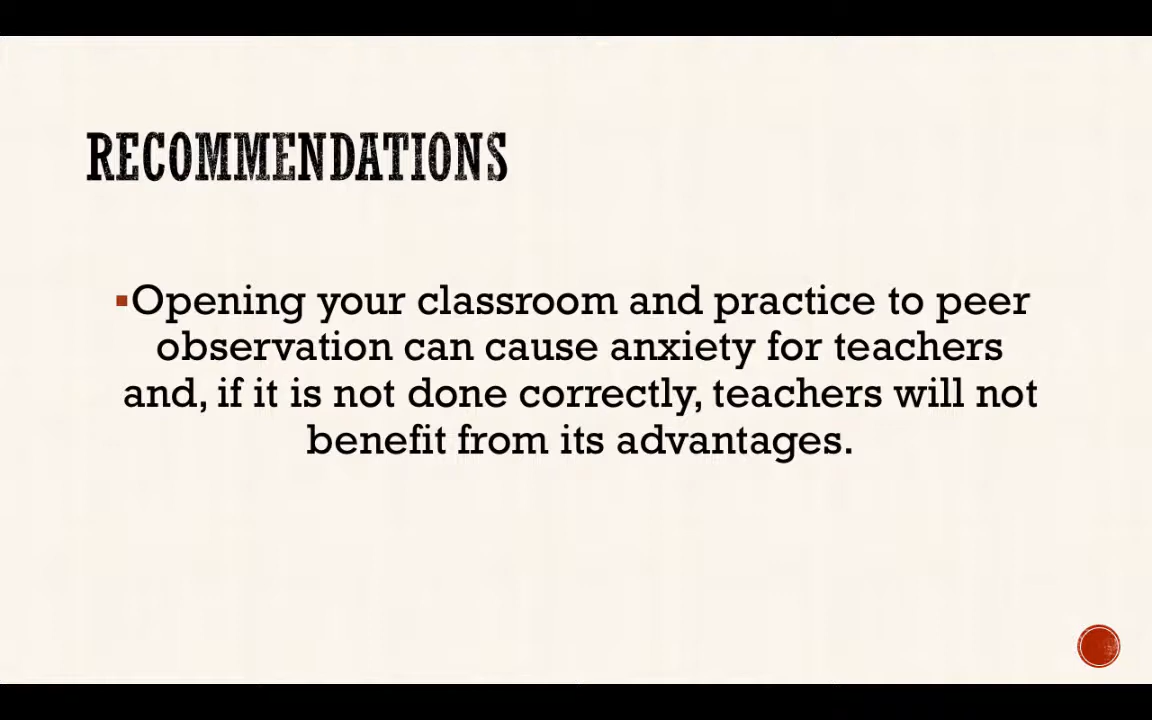 RECOMMENDATIONS
▪Opening your classroom and practice to peer
observation can cause anxiety for teachers
and, if it is not done correctly, teachers will not
benefit from its advantages.